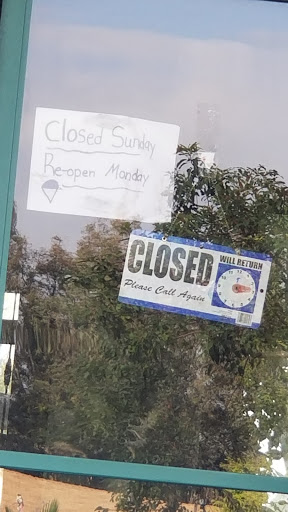 Closed Sunday
Re-open Monday
CLOSED
WILL RETURN
Please Call Again